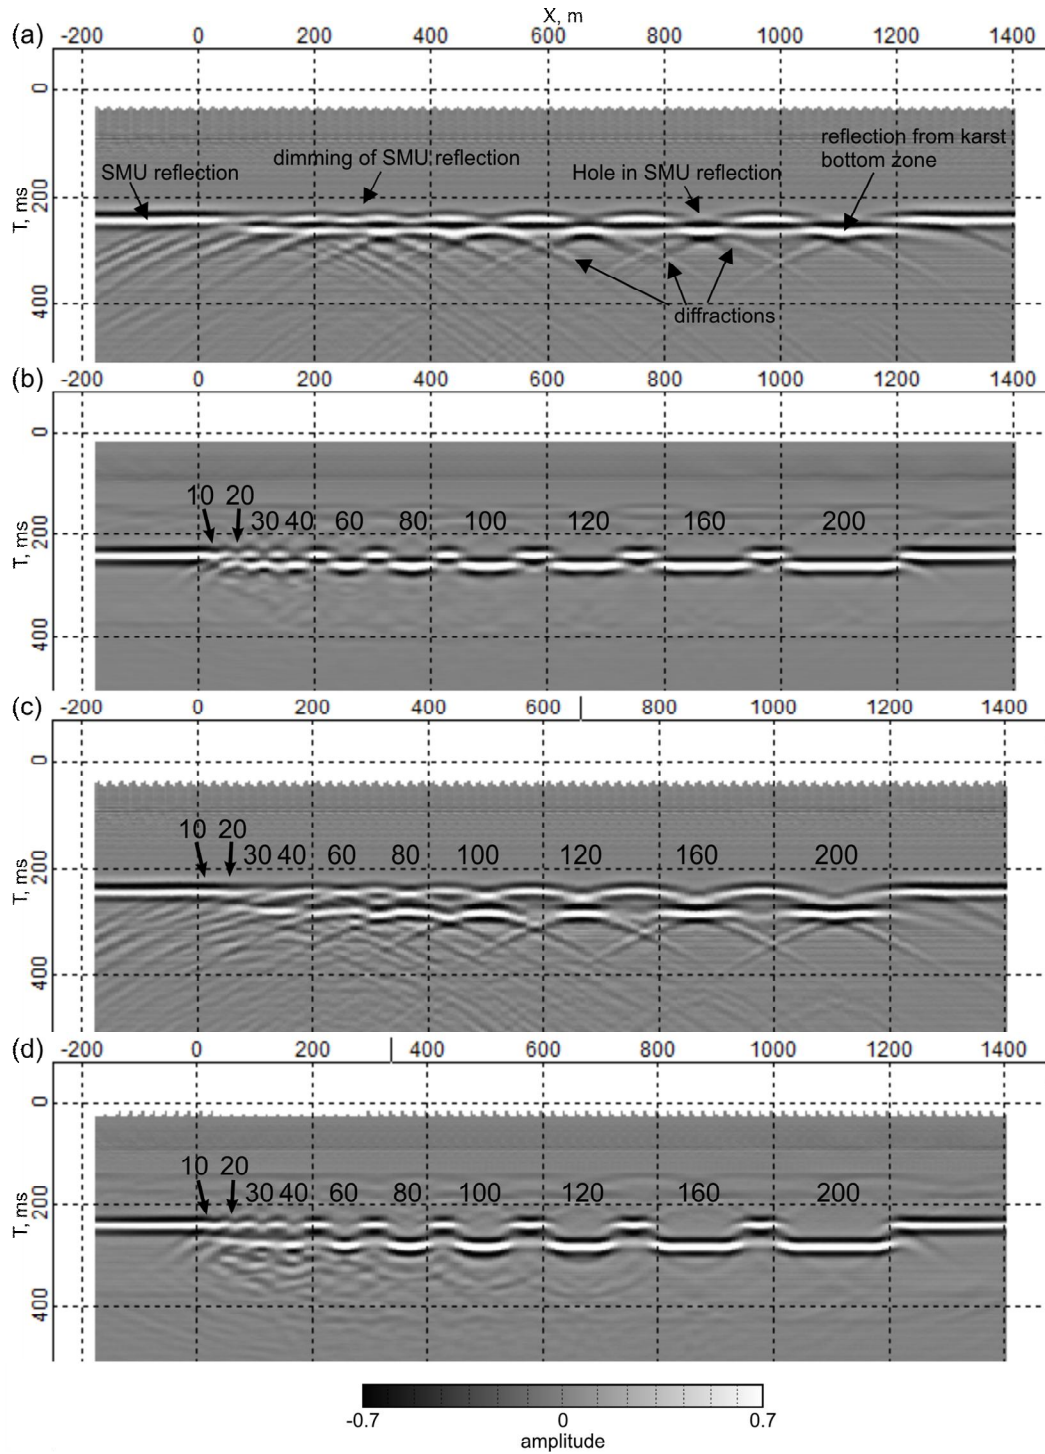 X, m
(a) -200 0 200 400 600 800 1000 1200 1400
0
200
400
T, ms
SMU reflection
dimming of SMU reflection
Hole in SMU reflection
reflection from karst
bottom zone
diffractions
(b) -200 0 200 400 600 800 1000 1200 1400
0
200
400
T, ms
10 20 30 40 60 80 100 120 160 200
(c) -200 0 200 400 600 800 1000 1200 1400
0
200
400
T, ms
10 20 30 40 60 80 100 120 160 200
(d) -200 0 200 400 600 800 1000 1200 1400
0
200
400
T, ms
10 20 30 40 60 80 100 120 160 200
-0.7 0 0.7
amplitude